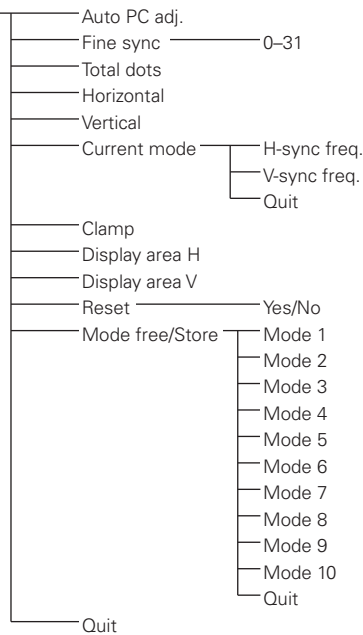 Auto PC adj.
Fine sync 0–31
Total dots
Horizontal
Vertical
Current mode H-sync freq.
V-sync freq.
Quit
Clamp
Display area H
Display area V
Reset Yes/No
Mode free/Store Mode 1
Mode 2
Mode 3
Mode 4
Mode 5
Mode 6
Mode 7
Mode 8
Mode 9
Mode 10
Quit
Quit